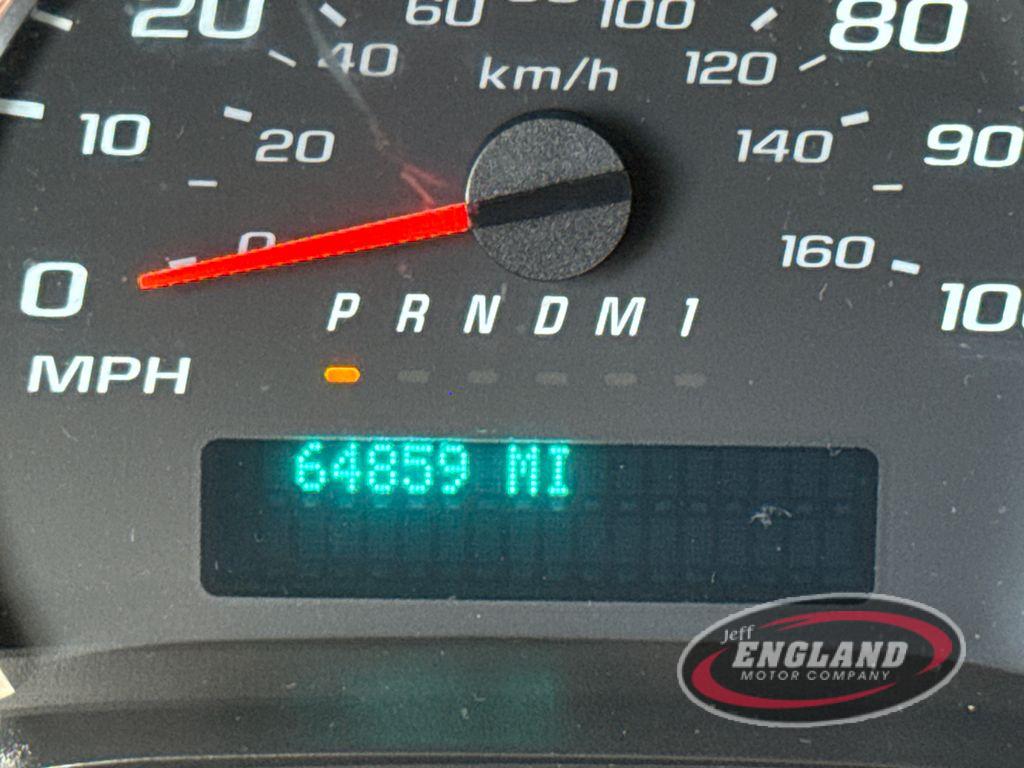 20 60 100 80
40 km/h 120
10 20 140 90
0 0 160 100
P R N D M 1
MPH
64859 MI
Jeff
ENGLAND
MOTOR COMPANY